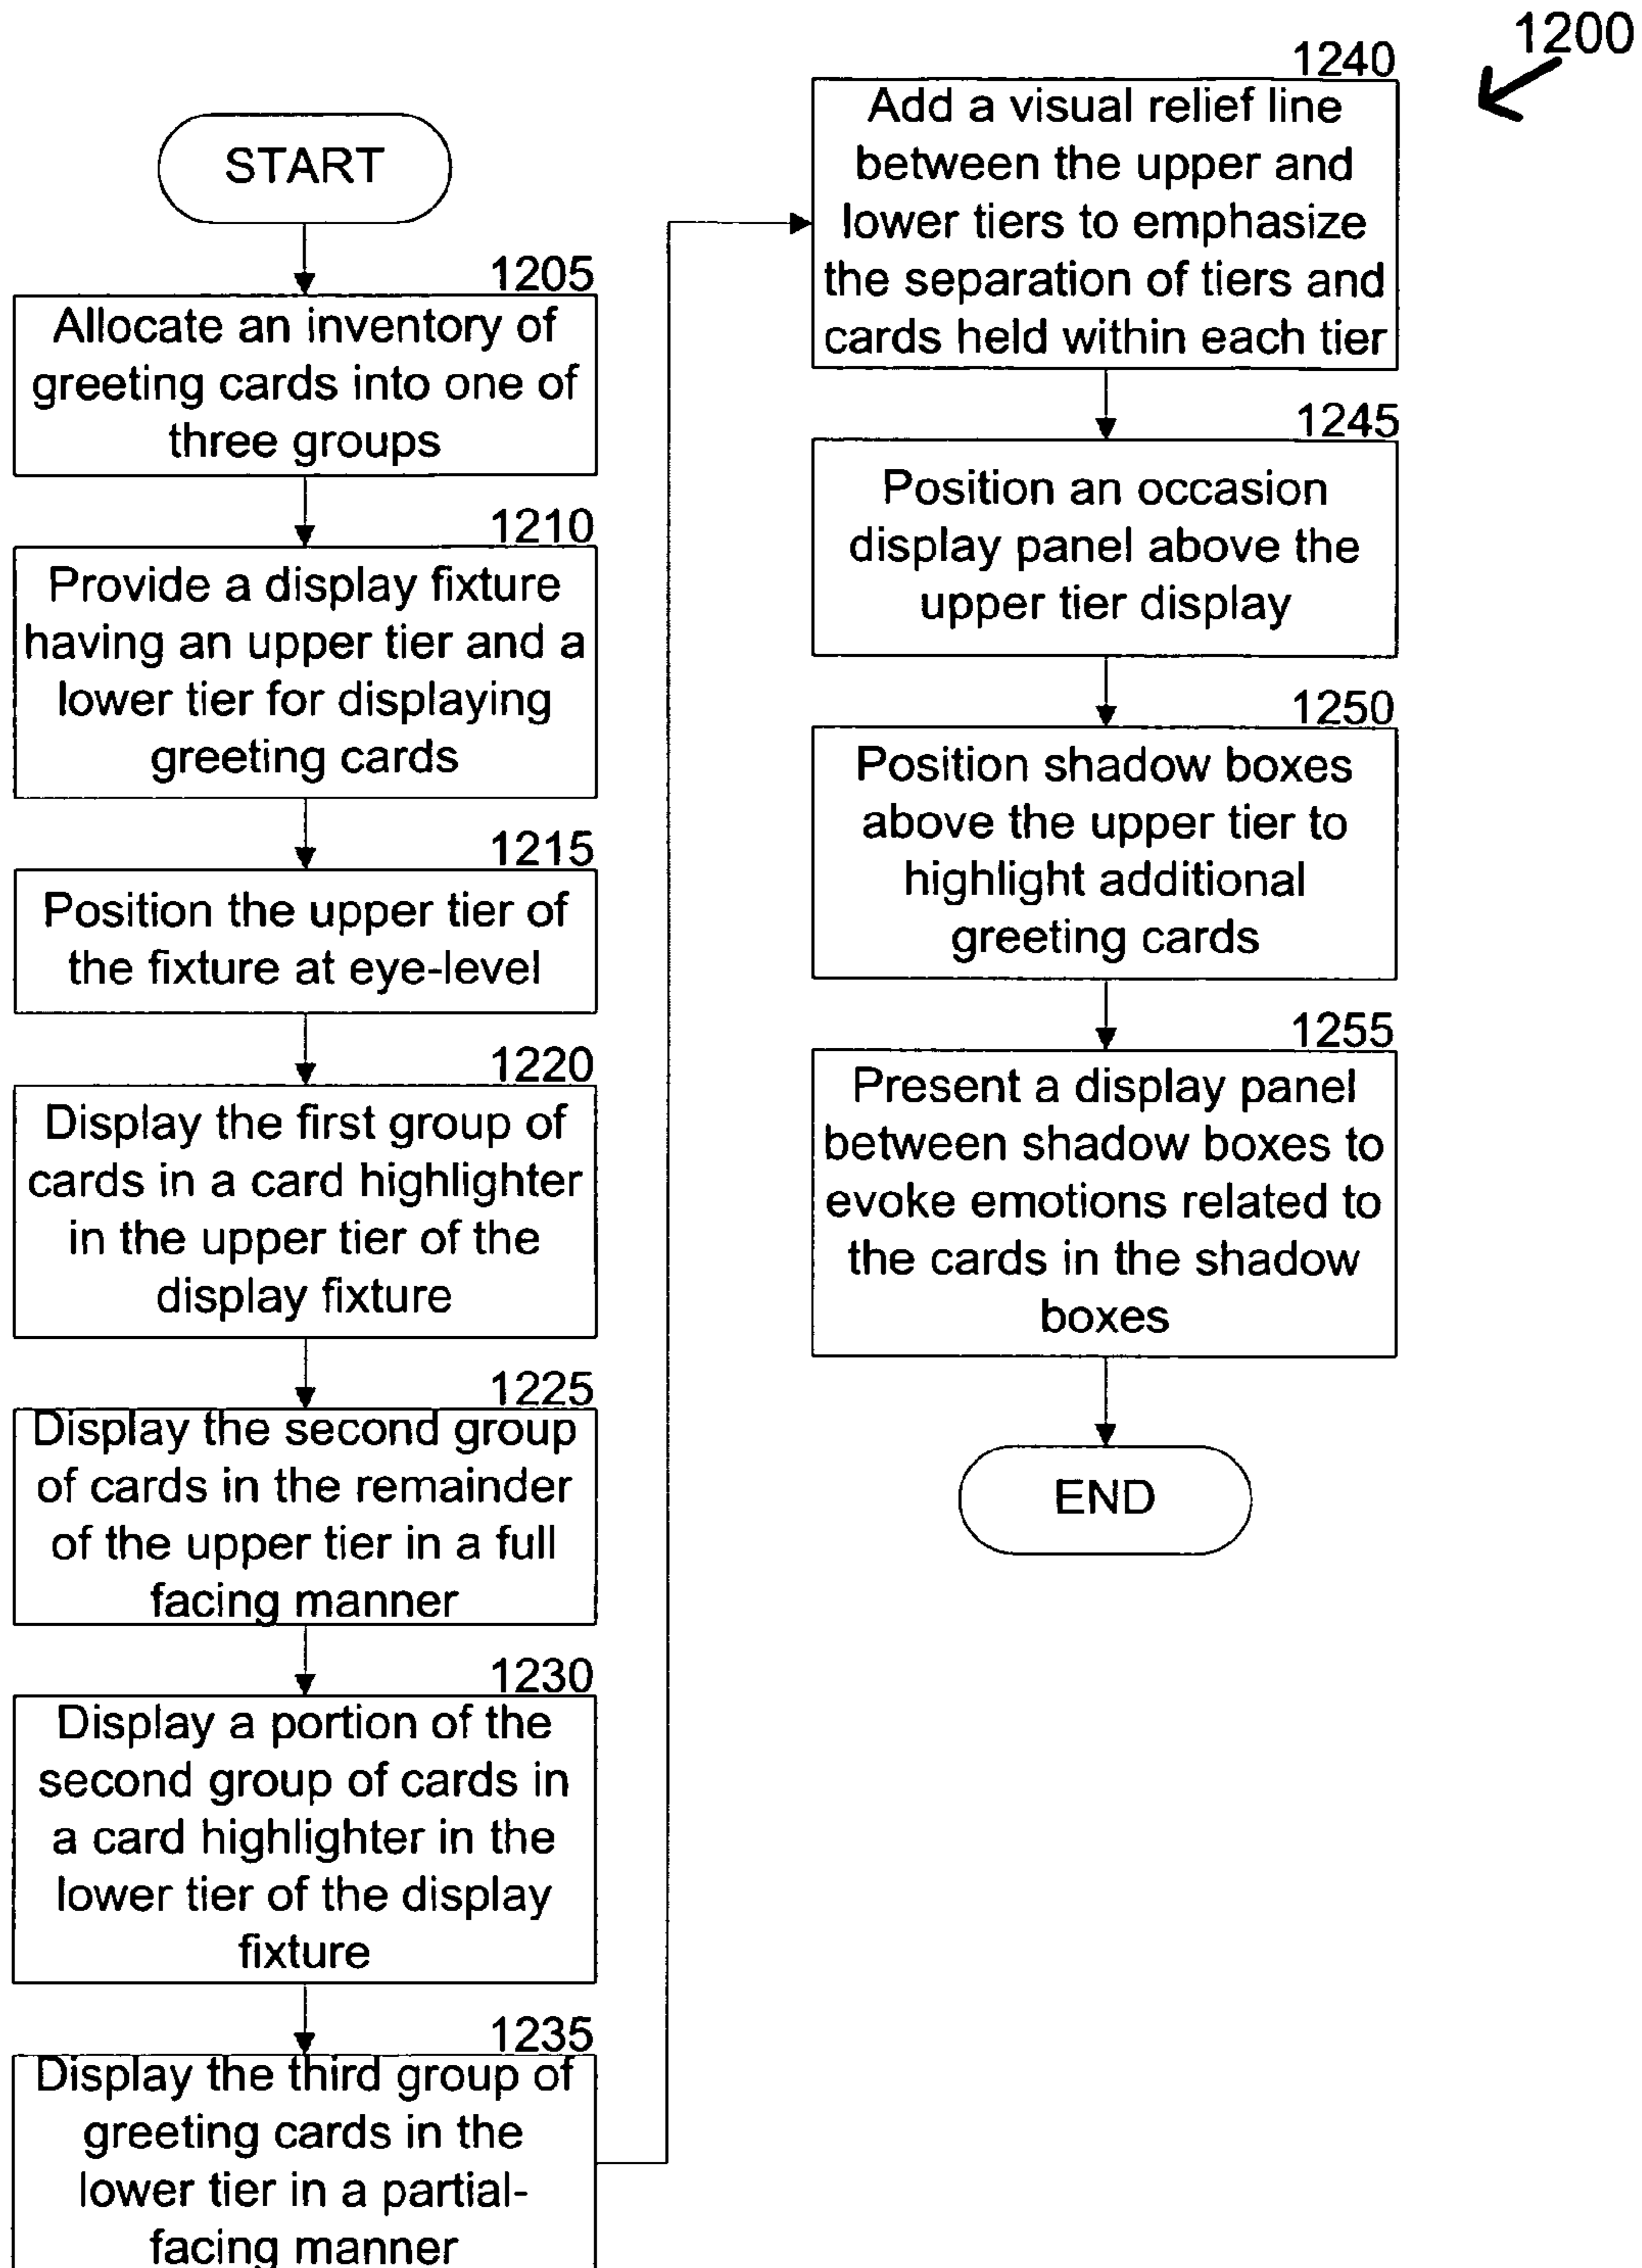 START
1205
Allocate an inventory of
greeting cards into one of
three groups
1210
Provide a display fixture
having an upper tier and a
lower tier for displaying
greeting cards
1215
Position the upper tier of
the fixture at eye-level
1220
Display the first group of
cards in a card highlighter
in the upper tier of the
display fixture
1225
Display the second group
of cards in the remainder
of the upper tier in a full
facing manner
1230
Display a portion of the
second group of cards in
a card highlighter in the
lower tier of the display
fixture
1235
Display the third group of
greeting cards in the
lower tier in a partial-
facing manner
1200
1240
Add a visual relief line
between the upper and
lower tiers to emphasize
the separation of tiers and
cards held within each tier
1245
Position an occasion
display panel above the
upper tier display
1250
Position shadow boxes
above the upper tier to
highlight additional
greeting cards
1255
Present a display panel
between shadow boxes to
evoke emotions related to
the cards in the shadow
boxes
END